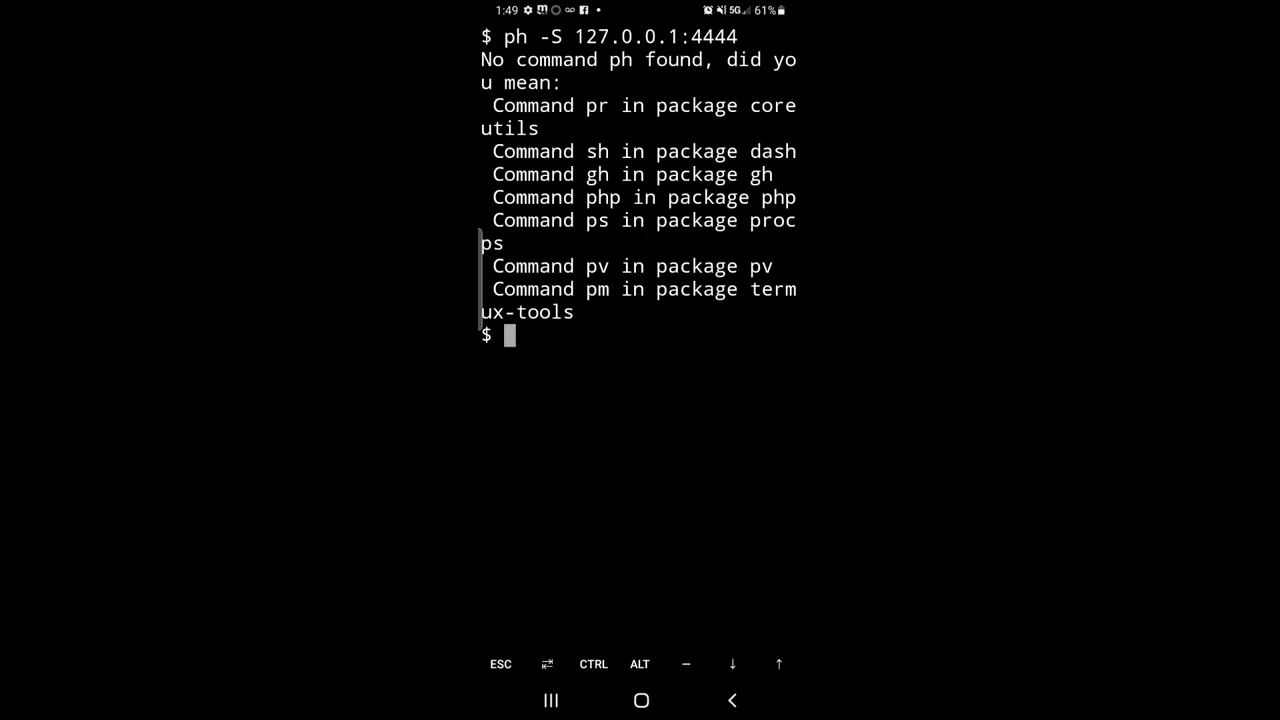 1:49 5G 61%
$ ph -S 127.0.0.1:4444
No command ph found, did yo
u mean:
Command pr in package core
utils
Command sh in package dash
Command gh in package gh
Command php in package php
Command ps in package proc
ps
Command pv in package pv
Command pm in package term
ux-tools
$
ESC CTRL ALT − ↓ ↑